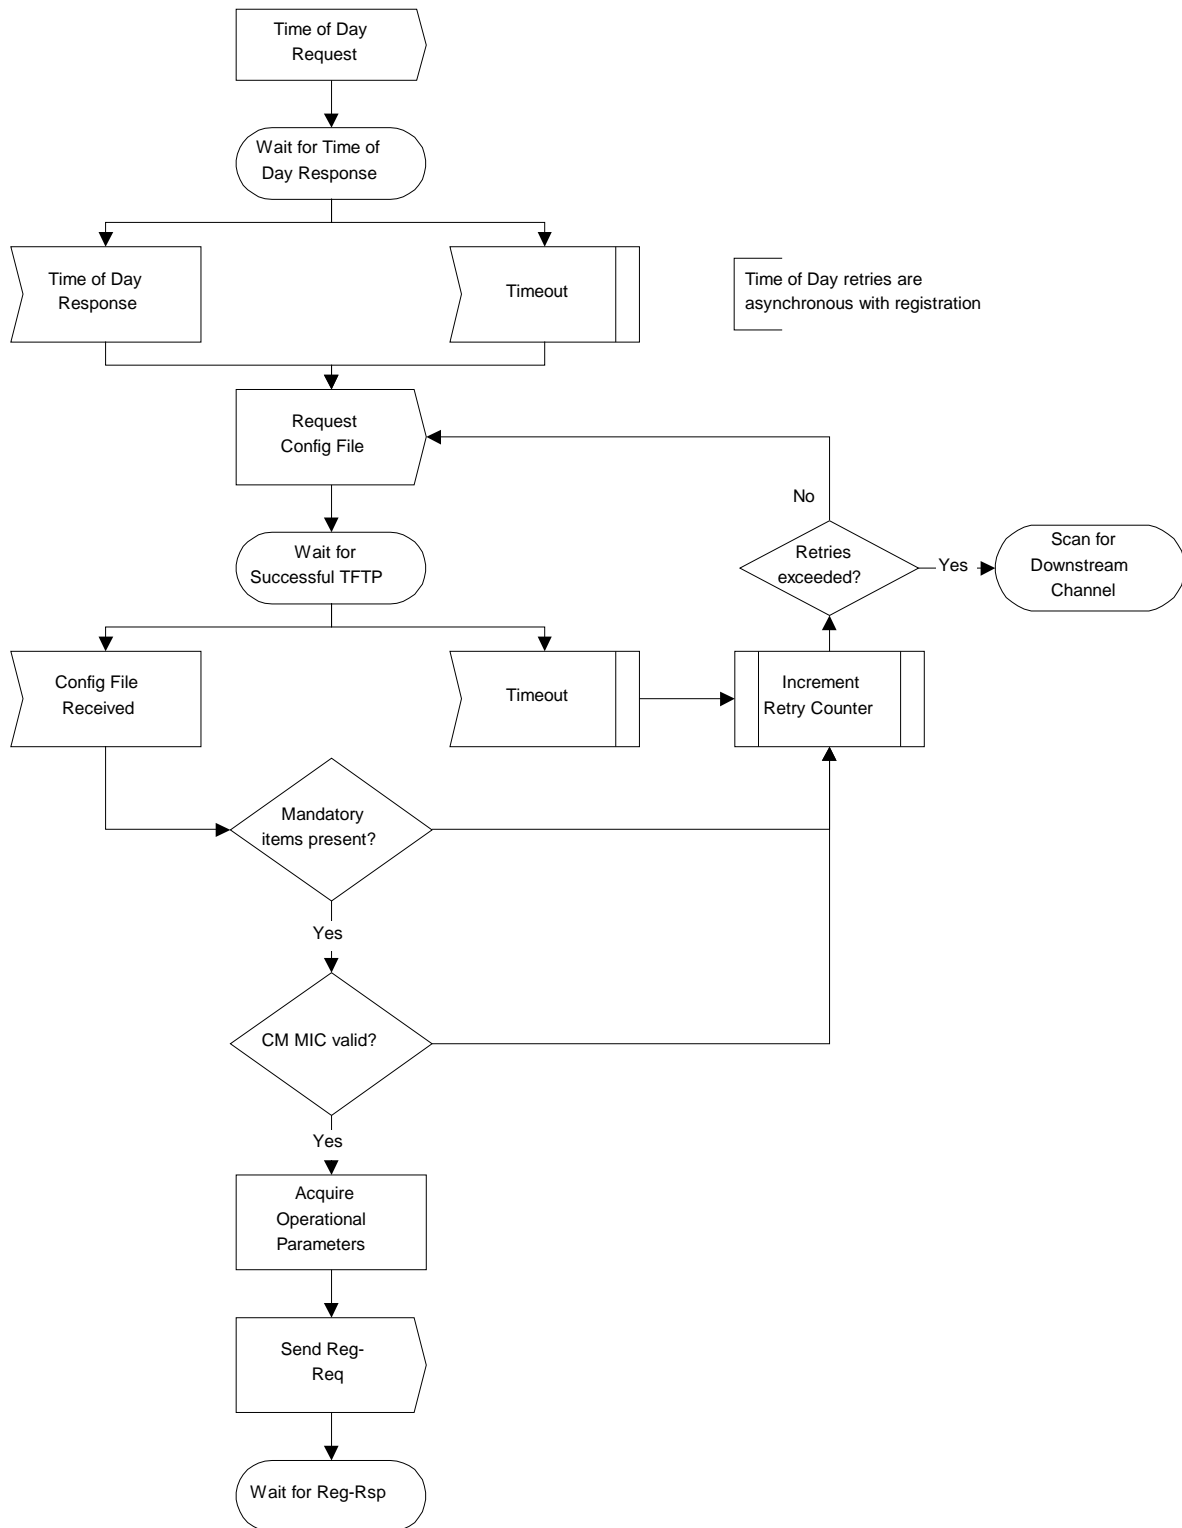 Time of Day
Request
Wait for Time of
Day Response
Time of Day
Response
Timeout
Time of Day retries are
asynchronous with registration
Request
Config File
No
Wait for
Successful TFTP
Retries
exceeded?
Yes
Scan for
Downstream
Channel
Config File
Received
Timeout
Increment
Retry Counter
Mandatory
items present?
Yes
CM MIC valid?
Yes
Acquire
Operational
Parameters
Send Reg-
Req
Wait for Reg-Rsp